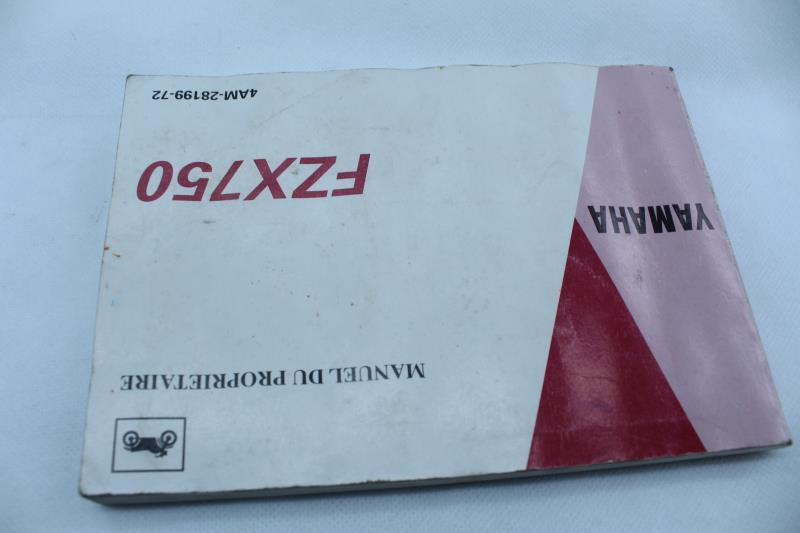 YAMAHA
MANUEL DU PROPRIETAIRE
FZX750
4AM-28199-72